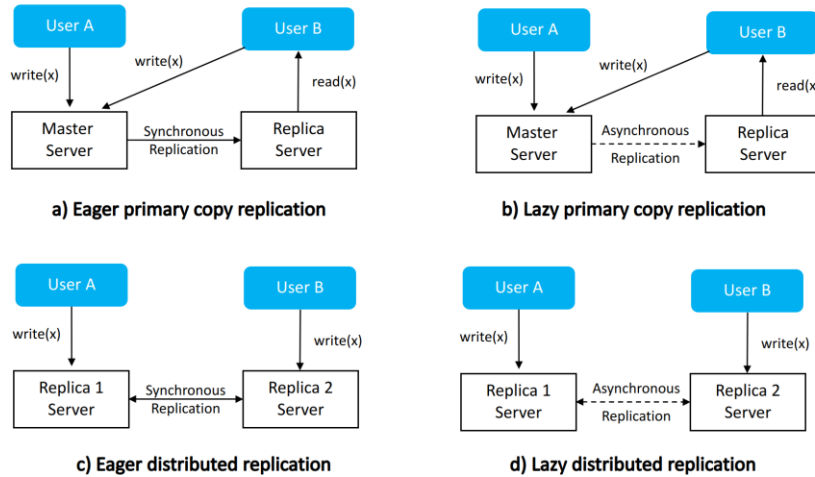 User A
User B
write(x)
write(x)
read(x)
Master
Server
Synchronous
Replication
Replica
Server
a) Eager primary copy replication
User A
User B
write(x)
write(x)
read(x)
Master
Server
Asynchronous
Replication
Replica
Server
b) Lazy primary copy replication
User A
User B
write(x)
write(x)
Replica 1
Server
Synchronous
Replication
Replica 2
Server
c) Eager distributed replication
User A
User B
write(x)
write(x)
Replica 1
Server
Asynchronous
Replication
Replica 2
Server
d) Lazy distributed replication